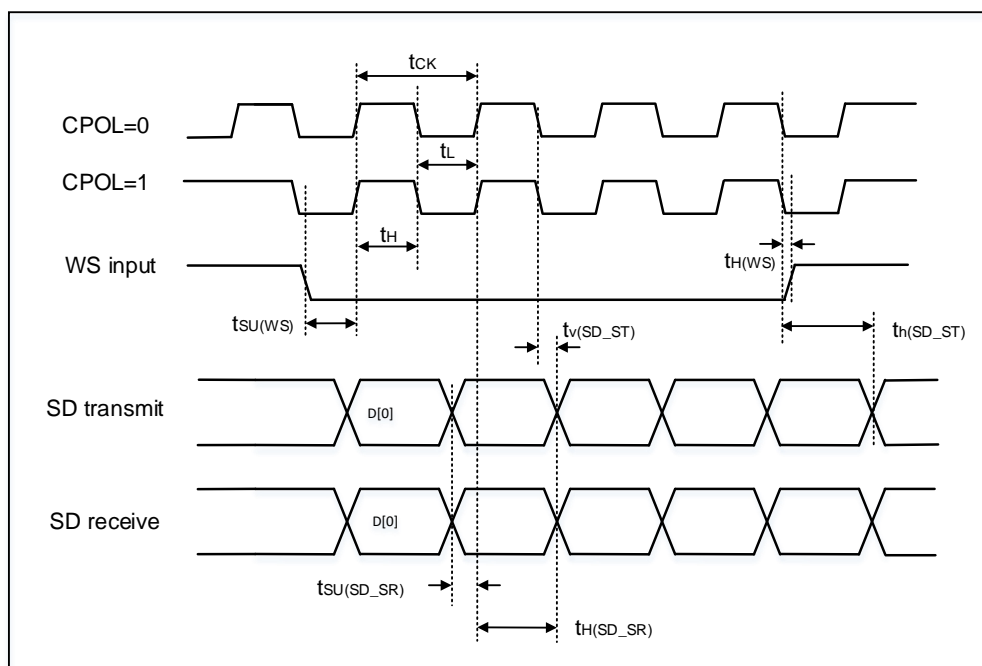 tCK
CPOL=0
tL
CPOL=1
tH
tH(WS)
WS input
tSU(WS)
tv(SD_ST)
th(SD_ST)
SD transmit
D[0]
SD receive
D[0]
tSU(SD_SR)
tH(SD_SR)